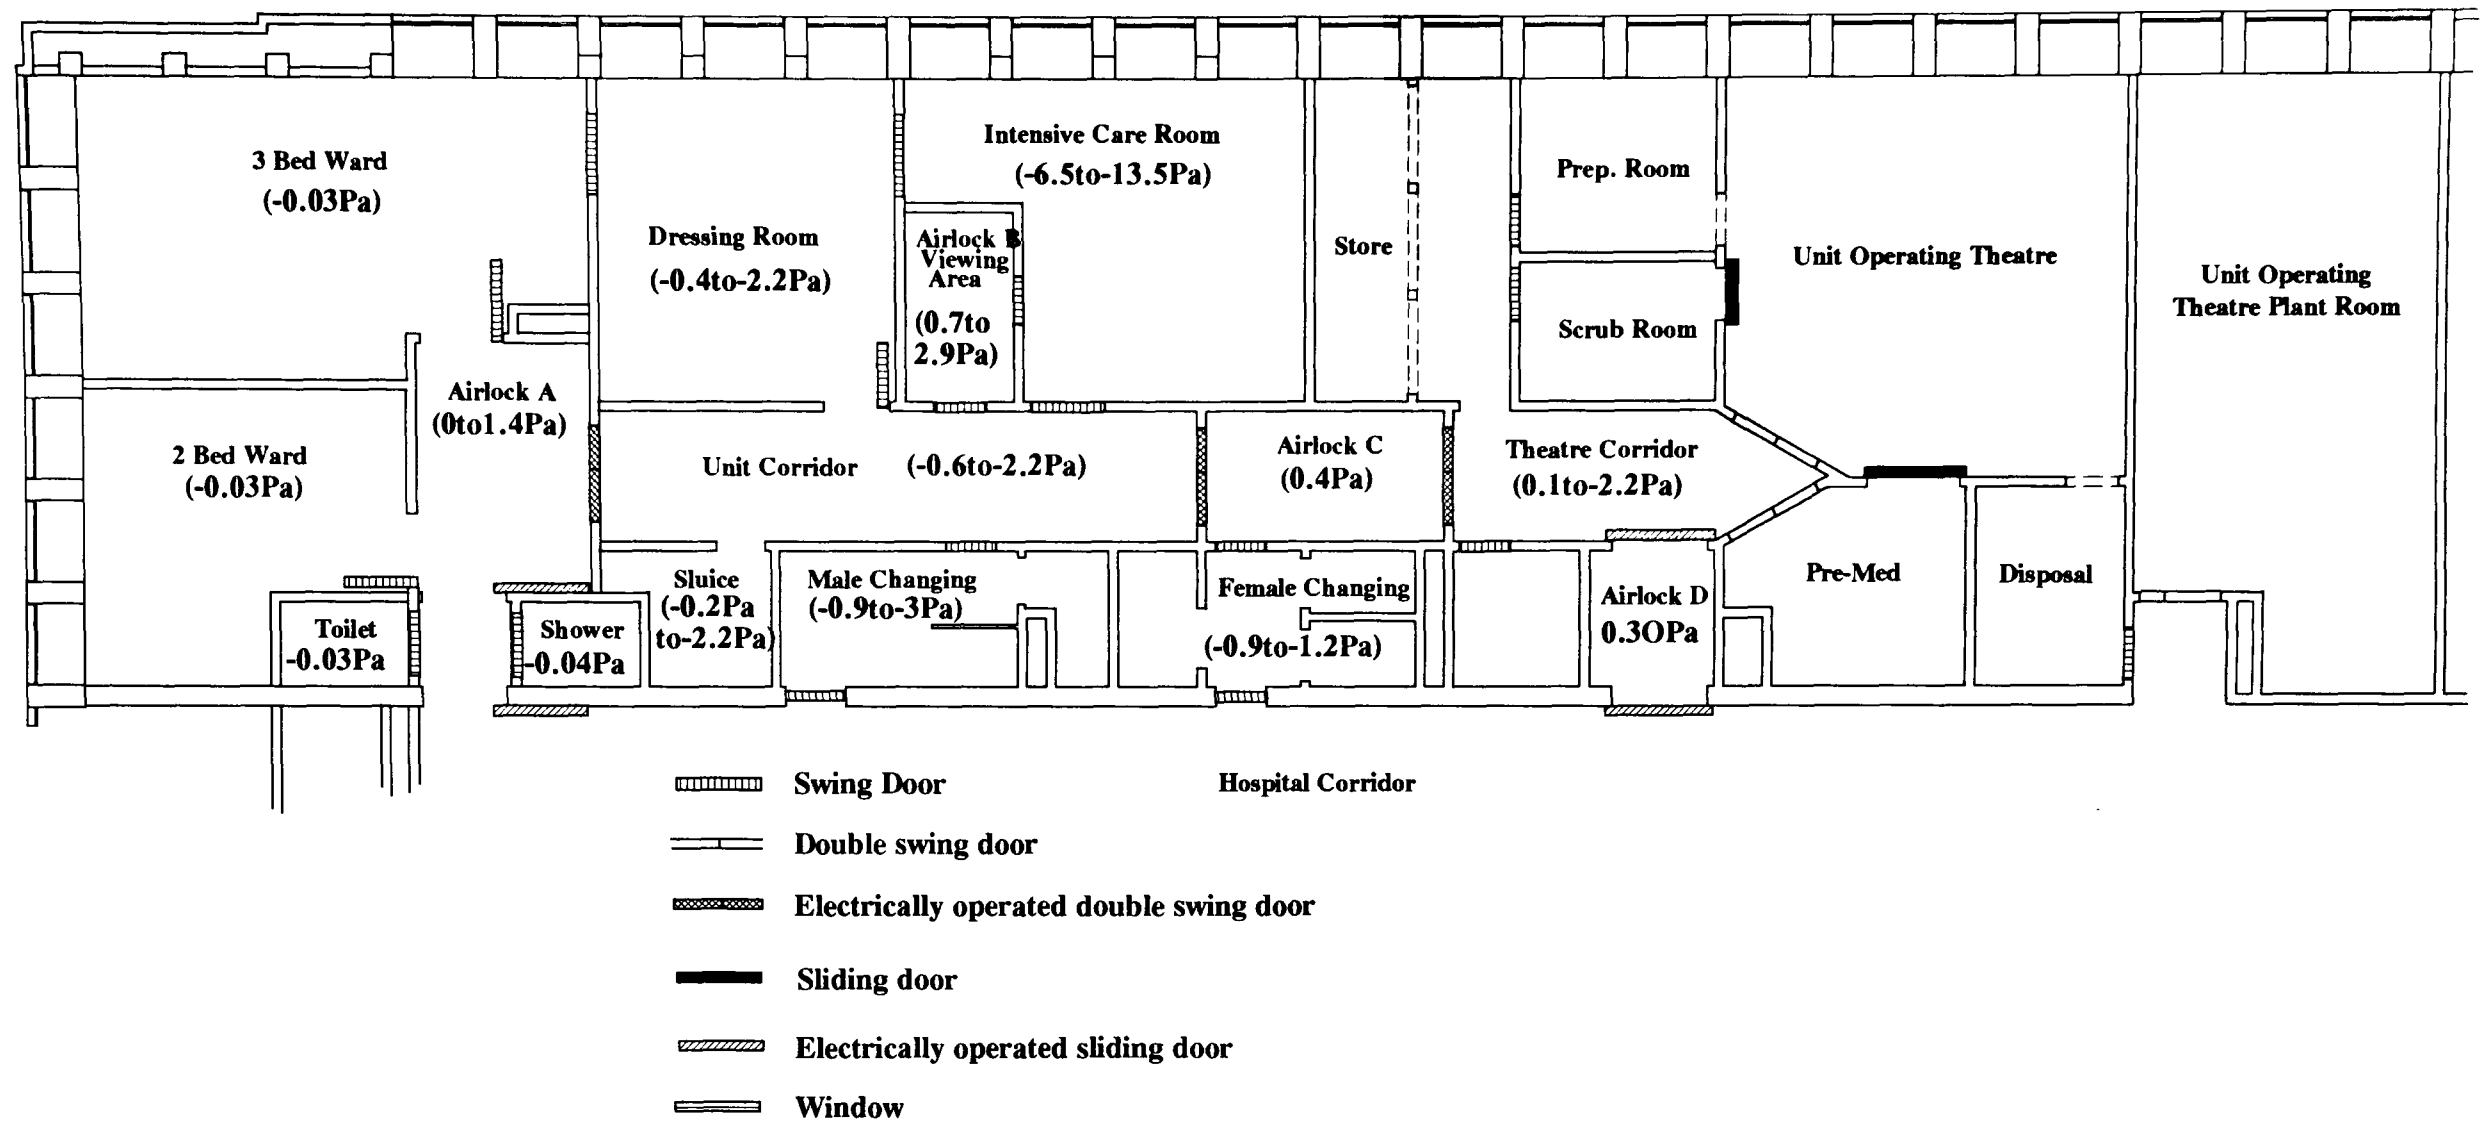 3 Bed Ward
(-0.03Pa)
2 Bed Ward
(-0.03Pa)
Airlock A
(0to1.4Pa)
Toilet
-0.03Pa
Shower
-0.04Pa
Dressing Room
(-0.4to-2.2Pa)
Airlock B
Viewing
Area
(0.7to
2.9Pa)
Intensive Care Room
(-6.5to-13.5Pa)
Store
Prep. Room
Scrub Room
Unit Operating Theatre
Unit Operating
Theatre Plant Room
Unit Corridor (-0.6to-2.2Pa)
Airlock C
(0.4Pa)
Theatre Corridor
(0.1to-2.2Pa)
Sluice
(-0.2Pa
to-2.2Pa)
Male Changing
(-0.9to-3Pa)
Female Changing
(-0.9to-1.2Pa)
Airlock D
0.3OPa
Pre-Med
Disposal
Hospital Corridor
Swing Door
Double swing door
Electrically operated double swing door
Sliding door
Electrically operated sliding door
Window